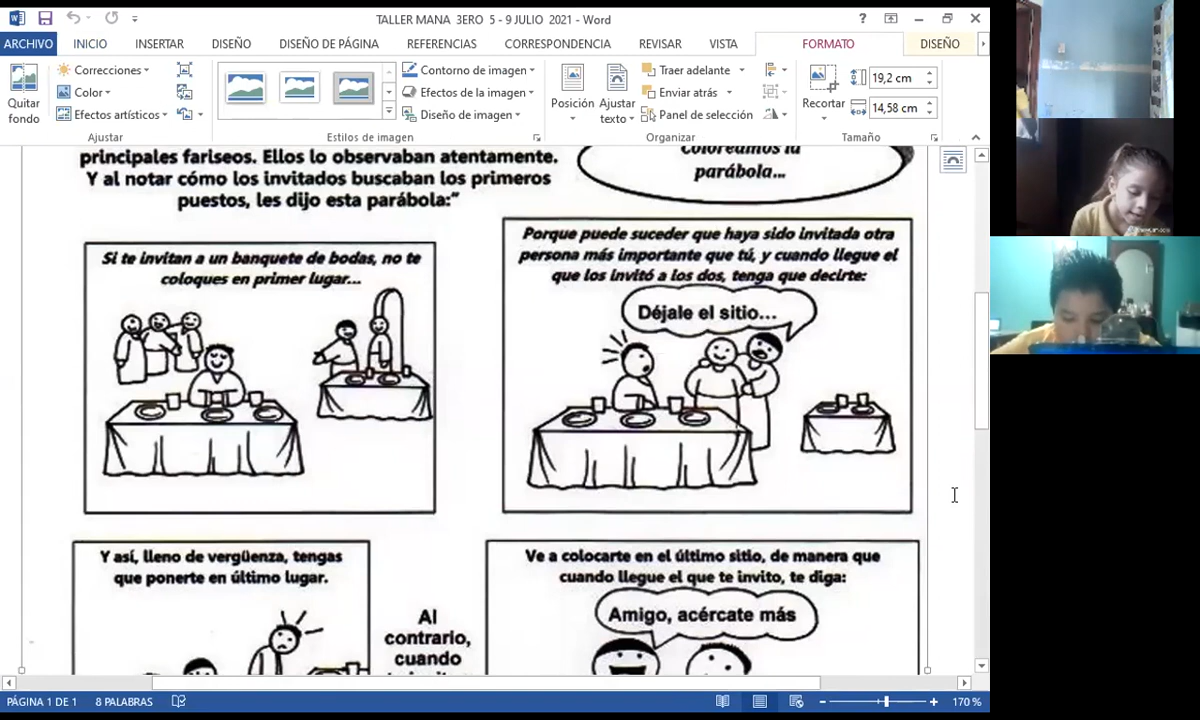 TALLER MANA 3ERO 5 - 9 JULIO 2021 - Word
ARCHIVO INICIO INSERTAR DISEÑO DISEÑO DE PÁGINA REFERENCIAS CORRESPONDENCIA REVISAR VISTA FORMATO DISEÑO
Quitar fondo
Correcciones
Color
Efectos artísticos
Ajustar
Estilos de imagen
Contorno de imagen
Efectos de la imagen
Diseño de imagen
Posición
Ajustar texto
Traer adelante
Enviar atrás
Panel de selección
Organizar
Recortar
19,2 cm
14,58 cm
Tamaño
principales fariseos. Ellos lo observaban atentamente.
Y al notar cómo los invitados buscaban los primeros
puestos, les dijo esta parábola:"
Coloreamos la
parábola...
Si te invitan a un banquete de bodas, no te
coloques en primer lugar...
Porque puede suceder que haya sido invitada otra
persona más importante que tú, y cuando llegue el
que los invitó a los dos, tenga que decirte:
Déjale el sitio...
Y así, lleno de vergüenza, tengas
que ponerte en último lugar.
Al
contrario,
cuando
Ve a colocarte en el último sitio, de manera que
cuando llegue el que te invito, te diga:
Amigo, acércate más
PÁGINA 1 DE 1 8 PALABRAS 170 %